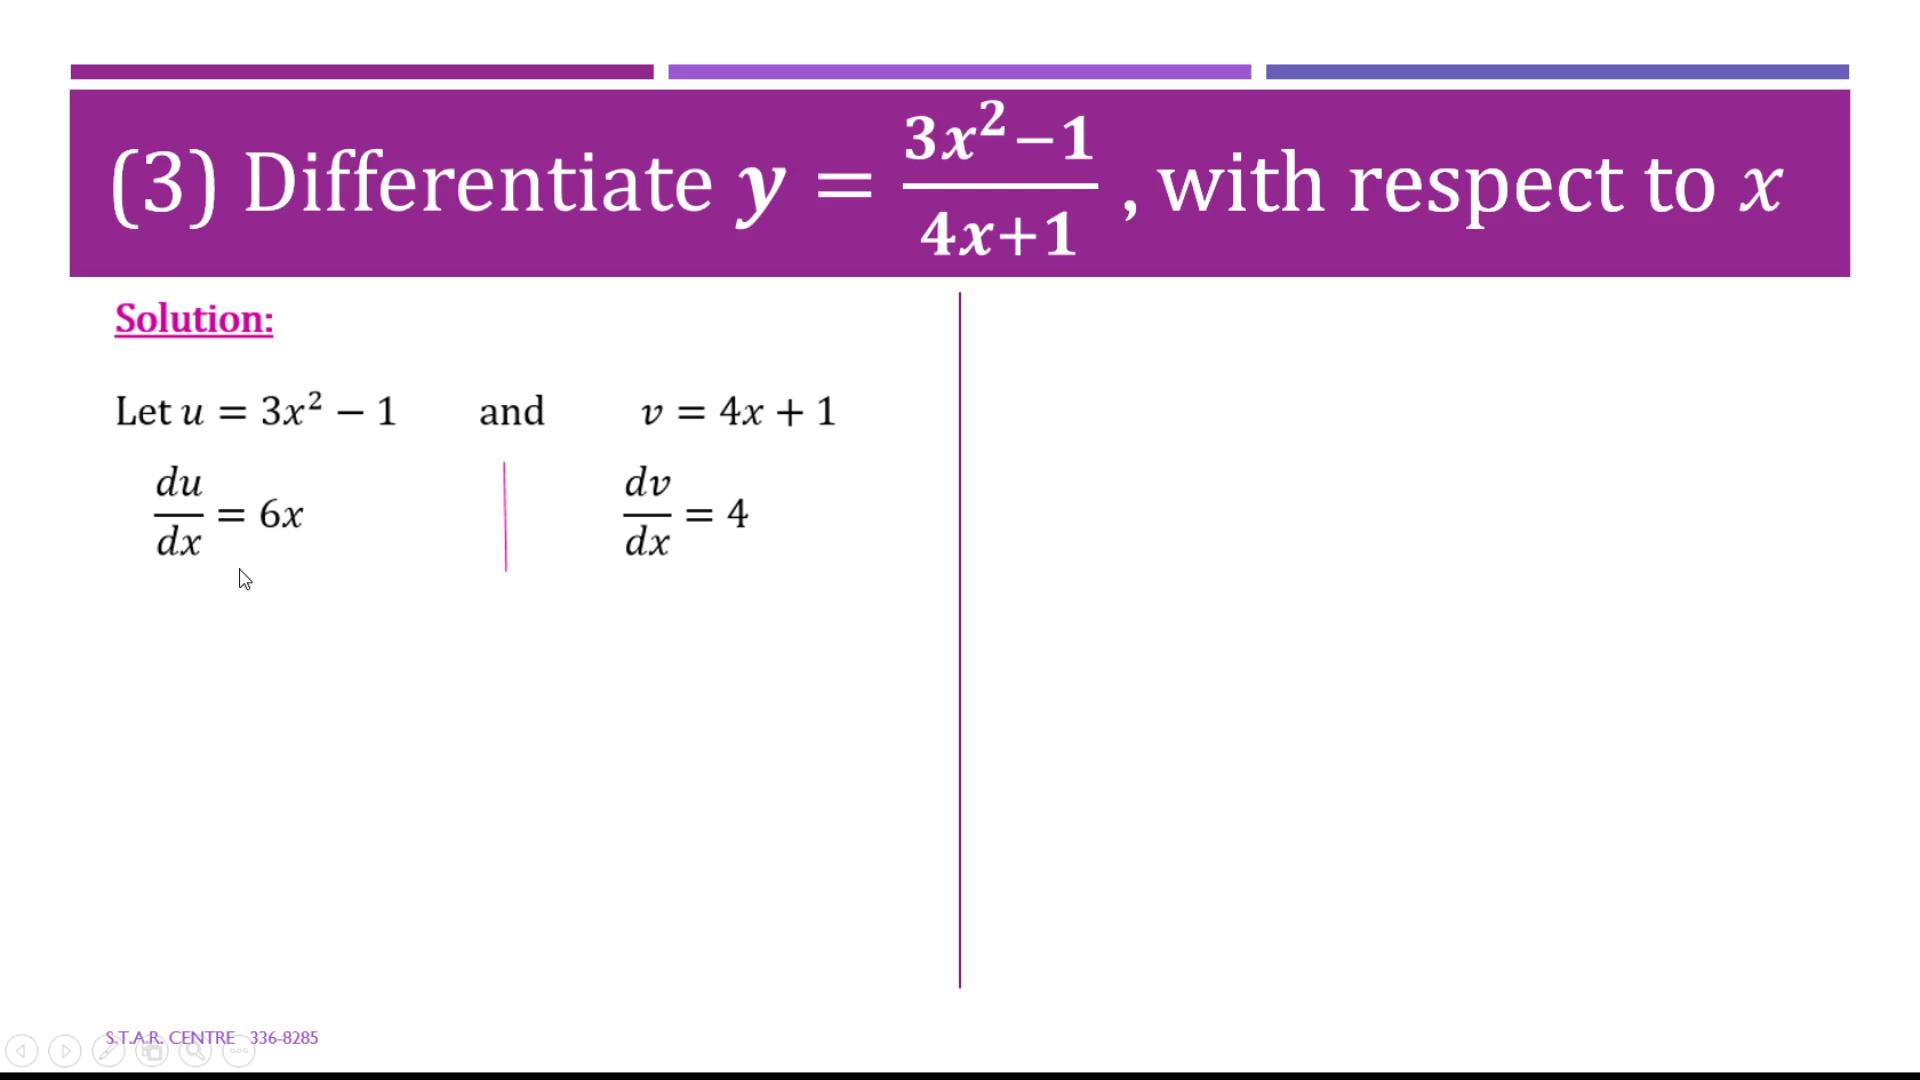 (3) Differentiate y = (3x² − 1)/(4x + 1) , with respect to x
Solution:
Let u = 3x² − 1 and v = 4x + 1
du/dx = 6x dv/dx = 4
S.T.A.R. CENTRE 336-8285